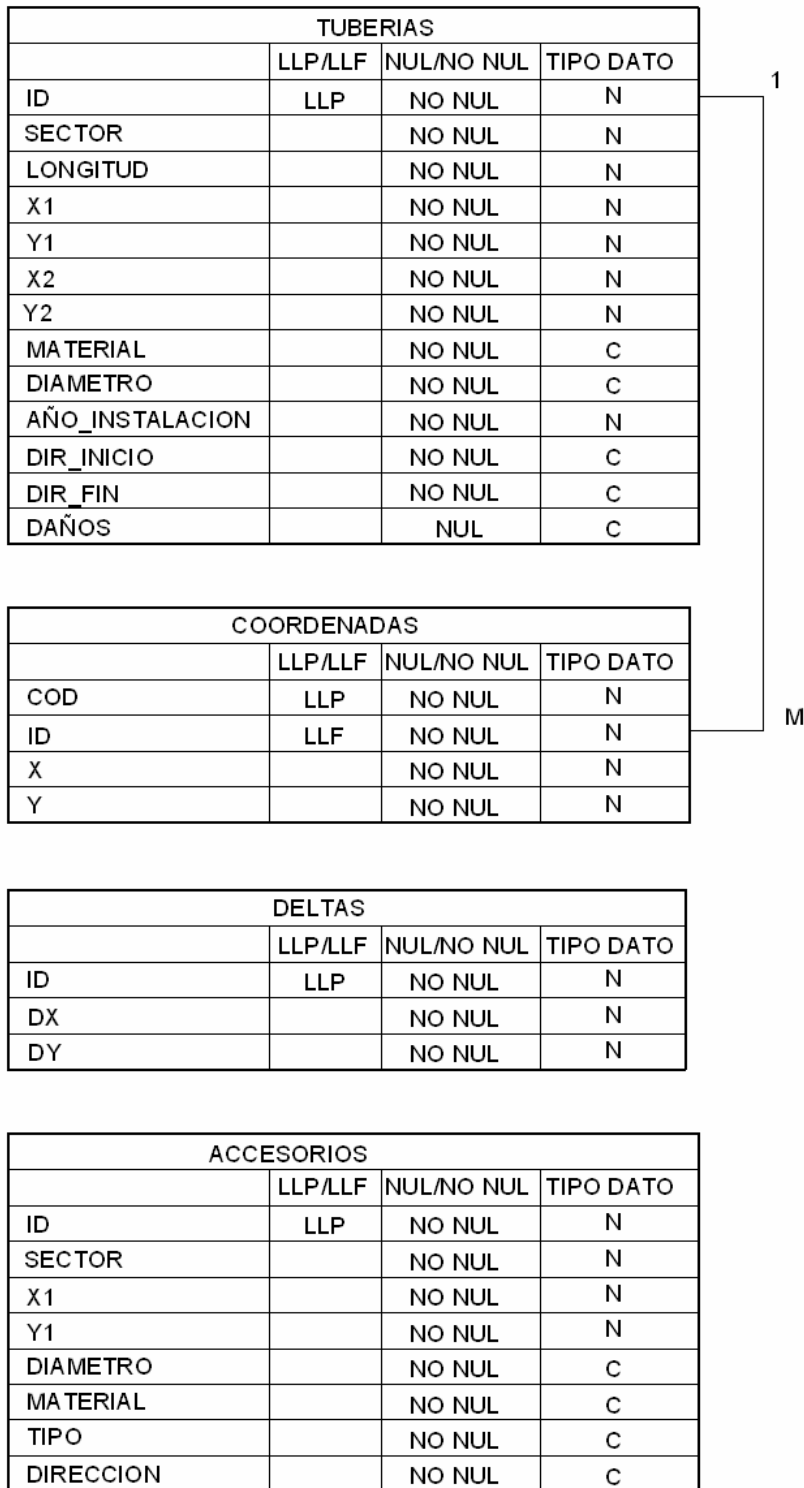 TUBERIAS
LLP/LLF NUL/NO NUL TIPO DATO
1
ID LLP NO NUL N
SECTOR NO NUL N
LONGITUD NO NUL N
X1 NO NUL N
Y1 NO NUL N
X2 NO NUL N
Y2 NO NUL N
MATERIAL NO NUL C
DIAMETRO NO NUL C
AÑO_INSTALACION NO NUL N
DIR_INICIO NO NUL C
DIR_FIN NO NUL C
DAÑOS NUL C
COORDENADAS
LLP/LLF NUL/NO NUL TIPO DATO
COD LLP NO NUL N
M
ID LLF NO NUL N
X NO NUL N
Y NO NUL N
DELTAS
LLP/LLF NUL/NO NUL TIPO DATO
ID LLP NO NUL N
DX NO NUL N
DY NO NUL N
ACCESORIOS
LLP/LLF NUL/NO NUL TIPO DATO
ID LLP NO NUL N
SECTOR NO NUL N
X1 NO NUL N
Y1 NO NUL N
DIAMETRO NO NUL C
MATERIAL NO NUL C
TIPO NO NUL C
DIRECCION NO NUL C